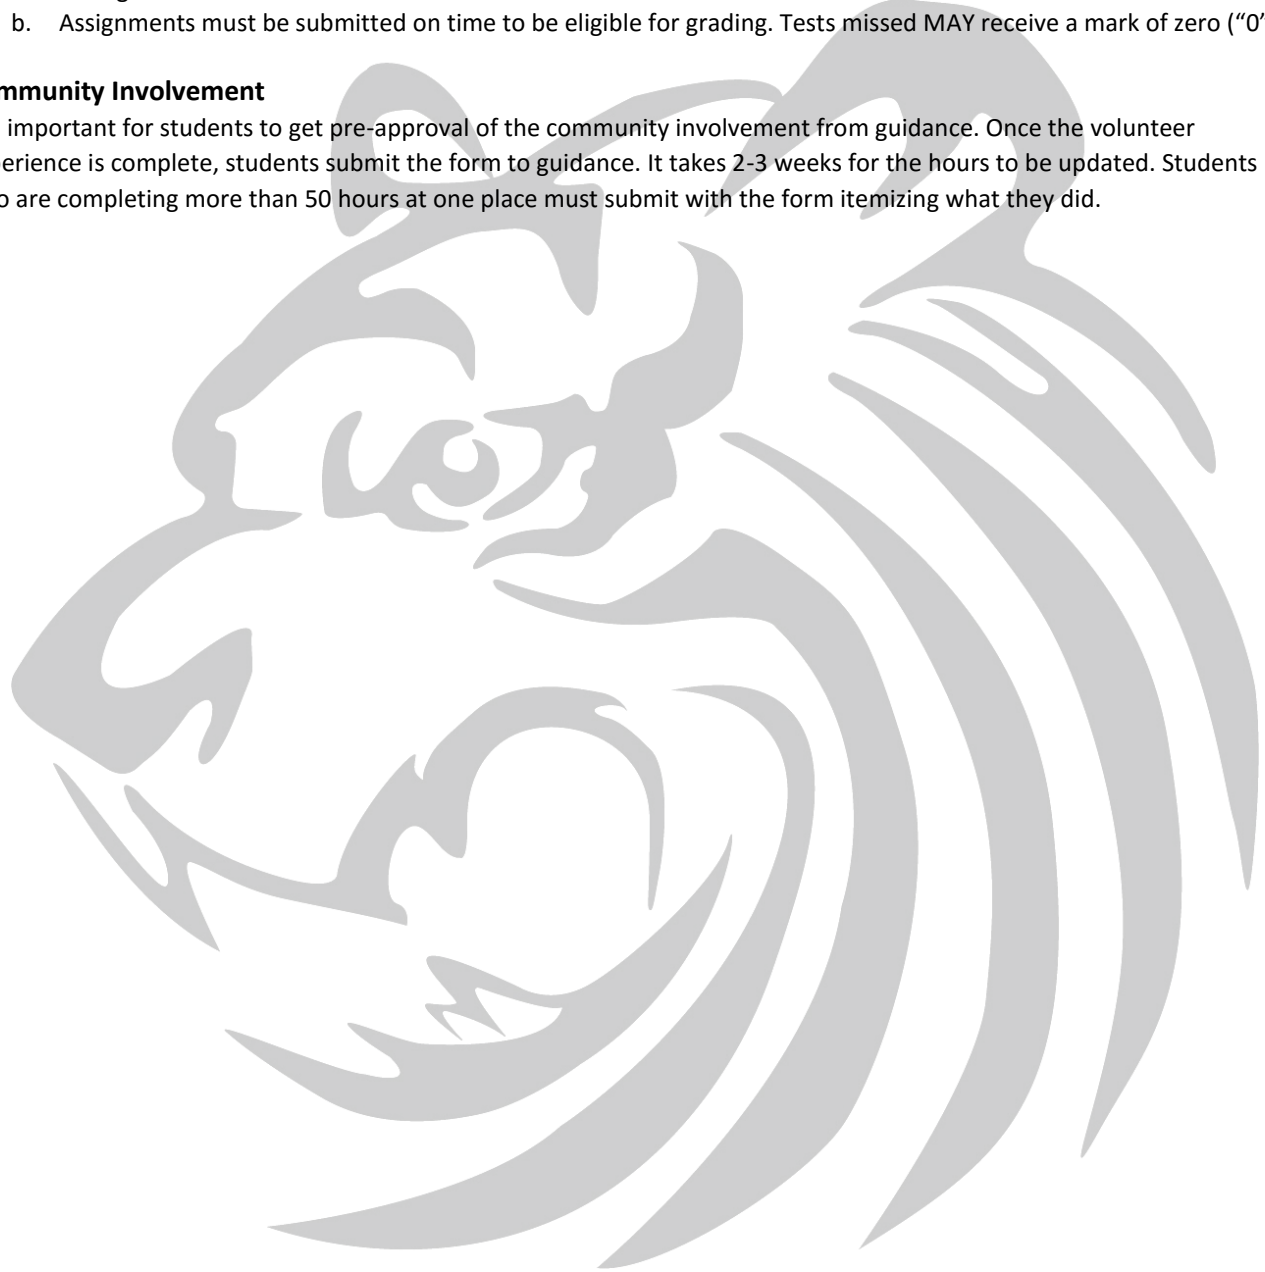 b. Assignments must be submitted on time to be eligible for grading. Tests missed MAY receive a mark of zero (“0”
mmunity Involvement
important for students to get pre-approval of the community involvement from guidance. Once the volunteer
perience is complete, students submit the form to guidance. It takes 2-3 weeks for the hours to be updated. Students
o are completing more than 50 hours at one place must submit with the form itemizing what they did.